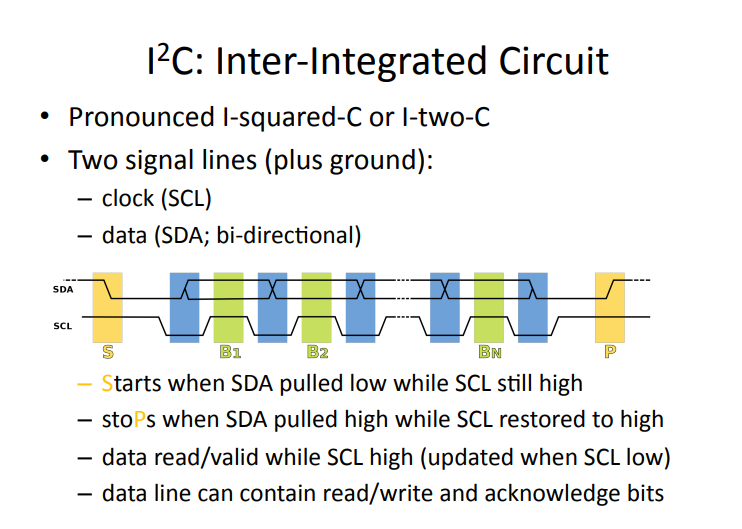 I²C: Inter-Integrated Circuit
• Pronounced I-squared-C or I-two-C
• Two signal lines (plus ground):
– clock (SCL)
– data (SDA; bi-directional)
SDA
SCL
S B1 B2 BN P
– Starts when SDA pulled low while SCL still high
– stoPs when SDA pulled high while SCL restored to high
– data read/valid while SCL high (updated when SCL low)
– data line can contain read/write and acknowledge bits